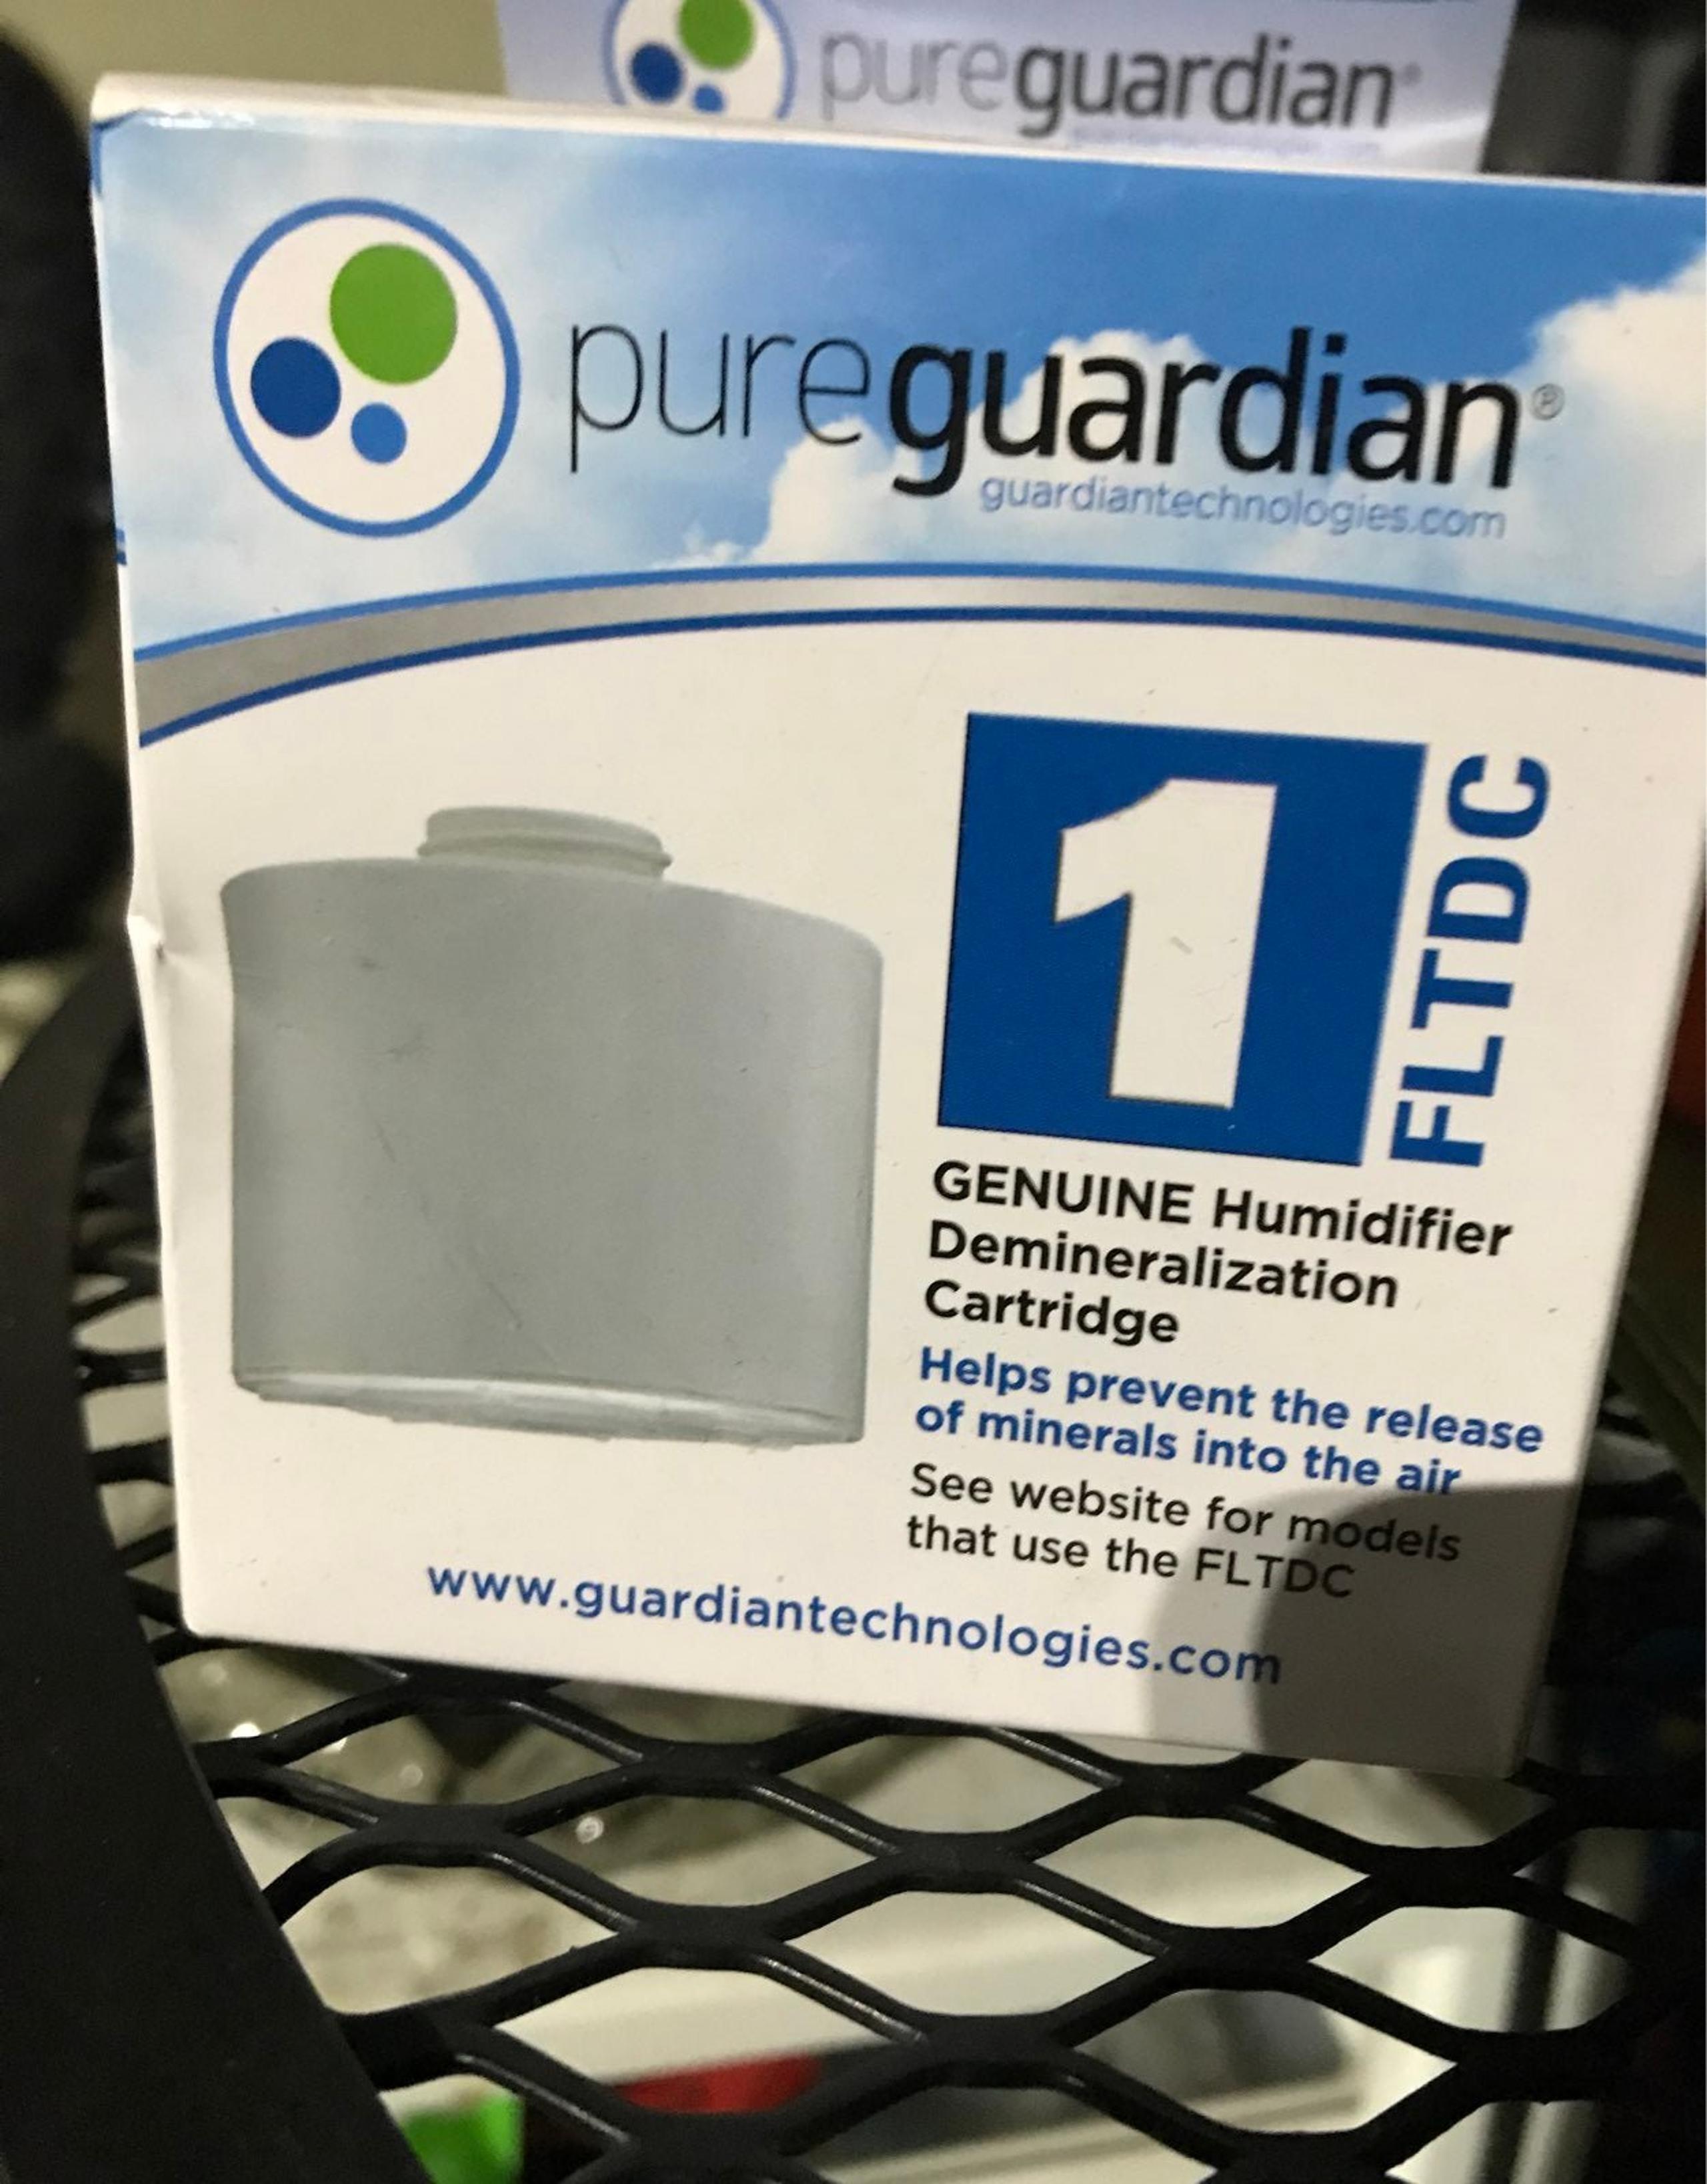 pureguardian®
pureguardian®
guardiantechnologies.com
1
FLTDC
GENUINE Humidifier
Demineralization
Cartridge
Helps prevent the release
of minerals into the air
See website for models
that use the FLTDC
www.guardiantechnologies.com